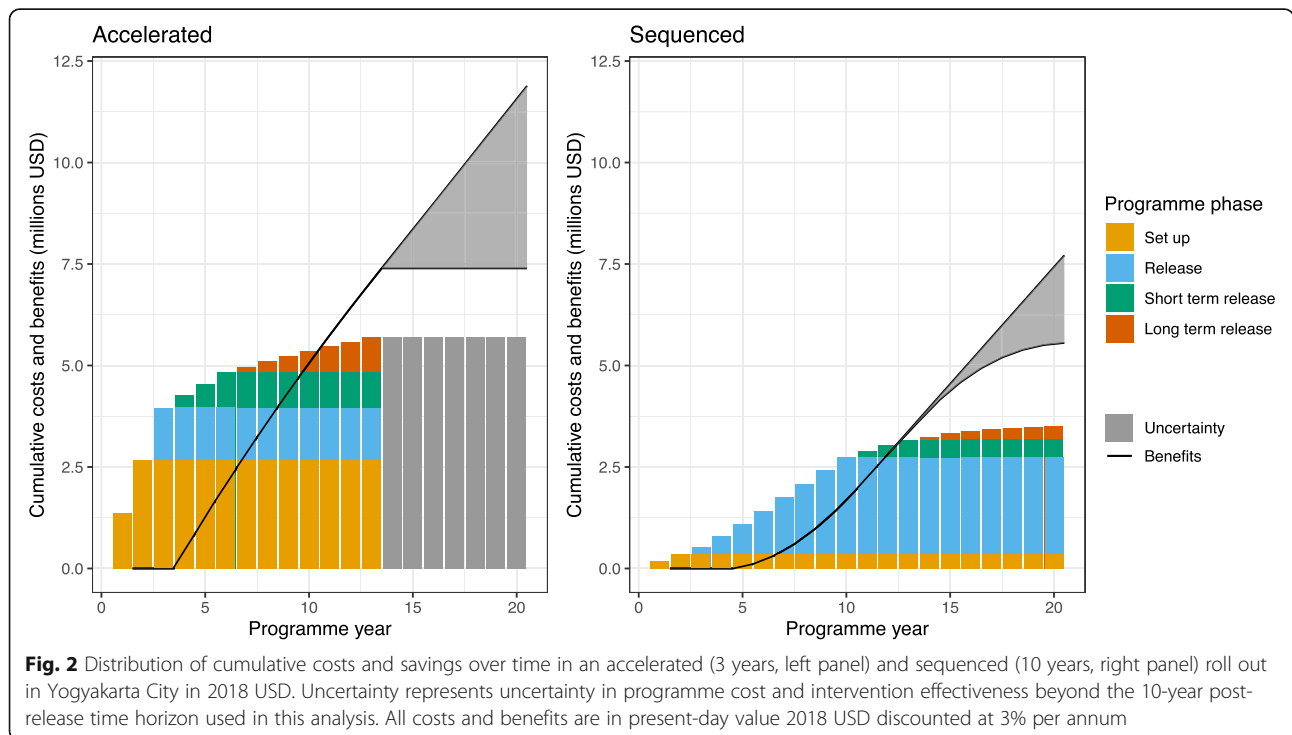 Accelerated
Sequenced
Cumulative costs and benefits (millions USD)
12.5
10.0
7.5
5.0
2.5
0.0
0 5 10 15 20
Programme year
Cumulative costs and benefits (millions USD)
12.5
10.0
7.5
5.0
2.5
0.0
0 5 10 15 20
Programme year
Programme phase
Set up
Release
Short term release
Long term release
Uncertainty
Benefits
Fig. 2 Distribution of cumulative costs and savings over time in an accelerated (3 years, left panel) and sequenced (10 years, right panel) roll out
in Yogyakarta City in 2018 USD. Uncertainty represents uncertainty in programme cost and intervention effectiveness beyond the 10-year post-
release time horizon used in this analysis. All costs and benefits are in present-day value 2018 USD discounted at 3% per annum